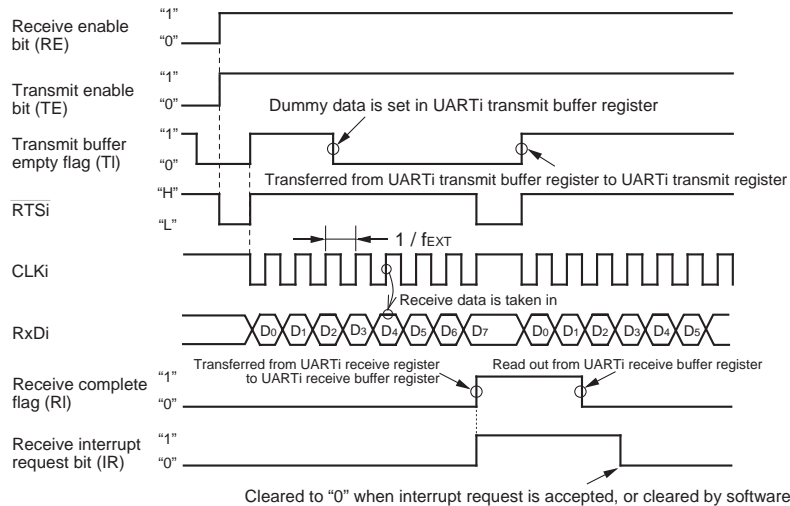 Receive enable
bit (RE)
“1”
“0”
Transmit enable
bit (TE)
“1”
“0”
Dummy data is set in UARTi transmit buffer register
Transmit buffer
empty flag (TI)
“1”
“0”
Transferred from UARTi transmit buffer register to UARTi transmit register
RTSi
“H”
“L”
1 / fEXT
CLKi
Receive data is taken in
RxDi
D0 D1 D2 D3 D4 D5 D6 D7 D0 D1 D2 D3 D4 D5
Transferred from UARTi receive register
to UARTi receive buffer register
Read out from UARTi receive buffer register
Receive complete
flag (RI)
“1”
“0”
Receive interrupt
request bit (IR)
“1”
“0”
Cleared to “0” when interrupt request is accepted, or cleared by software